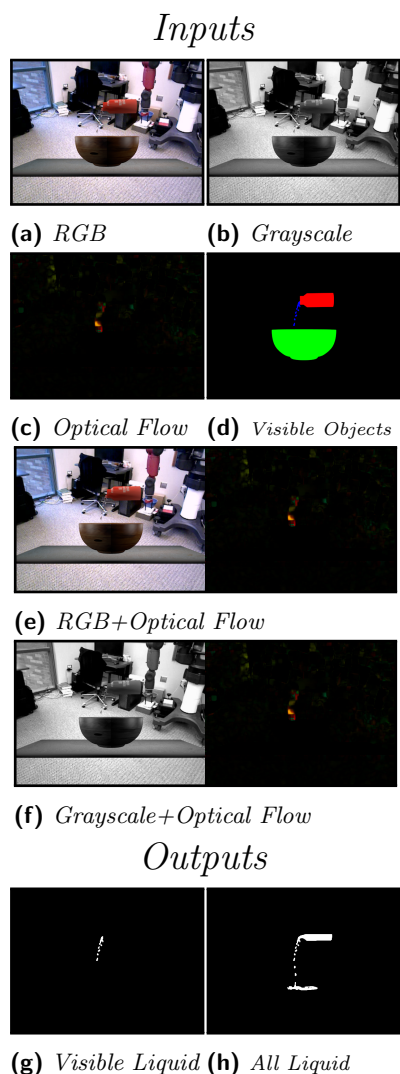 Inputs
(a) RGB
(b) Grayscale
(c) Optical Flow
(d) Visible Objects
(e) RGB+Optical Flow
(f) Grayscale+Optical Flow
Outputs
(g) Visible Liquid
(h) All Liquid